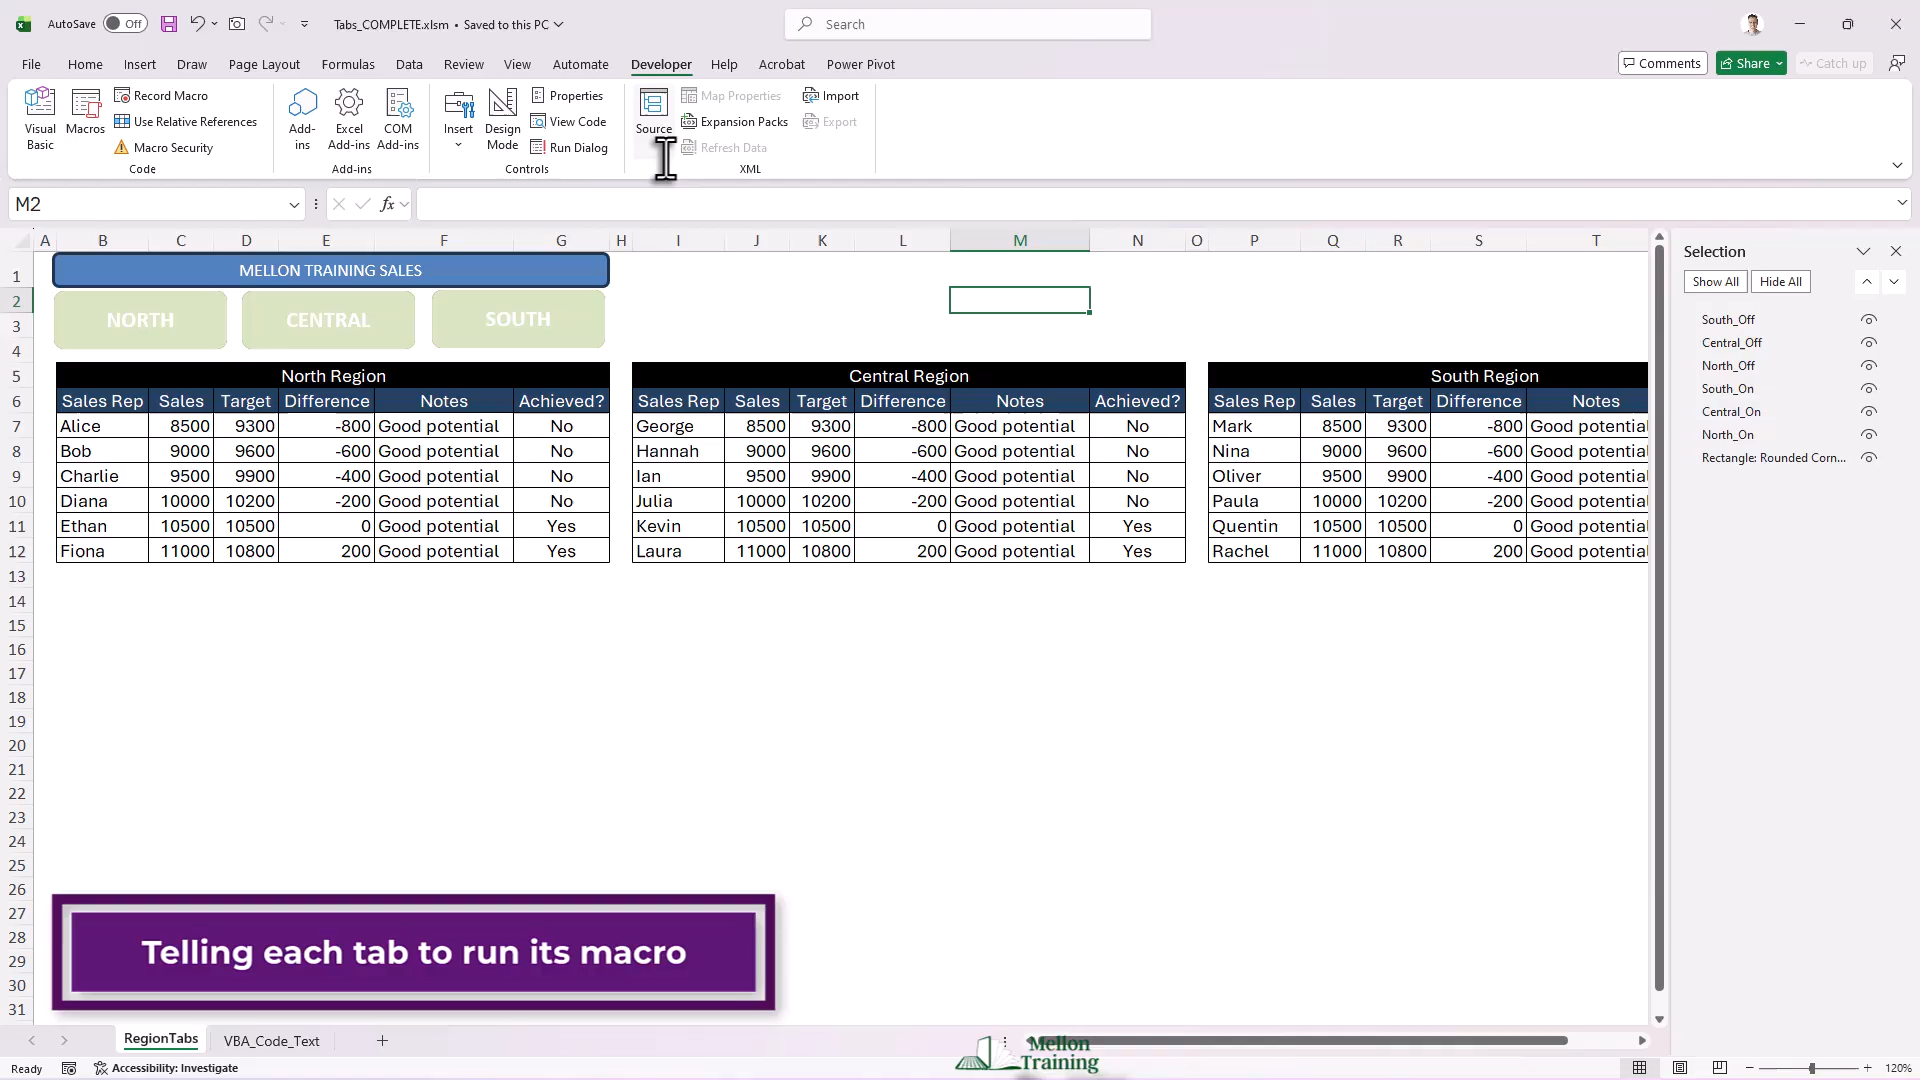 AutoSave Off Tabs_COMPLETE.xlsm • Saved to this PC Search
File Home Insert Draw Page Layout Formulas Data Review View Automate Developer Help Acrobat Power Pivot Comments Share Catch up
Visual Basic
Macros
Record Macro
Use Relative References
Macro Security
Code
Add-ins
Excel Add-ins
COM Add-ins
Add-ins
Insert
Design Mode
Properties
View Code
Run Dialog
Controls
Source
Map Properties
Expansion Packs
Refresh Data
Import
Export
XML
M2 fx
A B C D E F G H I J K L M N O P Q R S T
MELLON TRAINING SALES
NORTH CENTRAL SOUTH
1
2
3
4
5 North Region Central Region South Region
6 Sales Rep Sales Target Difference Notes Achieved? Sales Rep Sales Target Difference Notes Achieved? Sales Rep Sales Target Difference Notes
7 Alice 8500 9300 -800 Good potential No George 8500 9300 -800 Good potential No Mark 8500 9300 -800 Good potential
8 Bob 9000 9600 -600 Good potential No Hannah 9000 9600 -600 Good potential No Nina 9000 9600 -600 Good potential
9 Charlie 9500 9900 -400 Good potential No Ian 9500 9900 -400 Good potential No Oliver 9500 9900 -400 Good potential
10 Diana 10000 10200 -200 Good potential No Julia 10000 10200 -200 Good potential No Paula 10000 10200 -200 Good potential
11 Ethan 10500 10500 0 Good potential Yes Kevin 10500 10500 0 Good potential Yes Quentin 10500 10500 0 Good potential
12 Fiona 11000 10800 200 Good potential Yes Laura 11000 10800 200 Good potential Yes Rachel 11000 10800 200 Good potential
13
14
15
16
17
18
19
20
21
22
23
24
25
26
27
28
29
30
31
Selection
Show All Hide All
South_Off
Central_Off
North_Off
South_On
Central_On
North_On
Rectangle: Rounded Corn...
Telling each tab to run its macro
RegionTabs VBA_Code_Text
Mellon
Training
Ready Accessibility: Investigate 120%